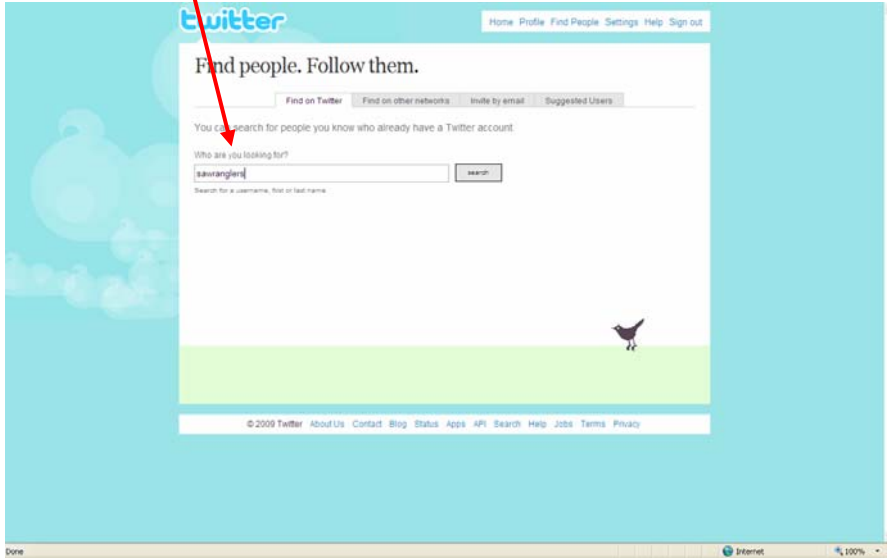 twitter
Home Profile Find People Settings Help Sign out
Find people. Follow them.
Find on Twitter Find on other networks Invite by email Suggested Users
You can search for people you know who already have a Twitter account.
Who are you looking for?
sawranglers search
Search for a username, first or last name
© 2009 Twitter About Us Contact Blog Status Apps API Search Help Jobs Terms Privacy
Done Internet 100%